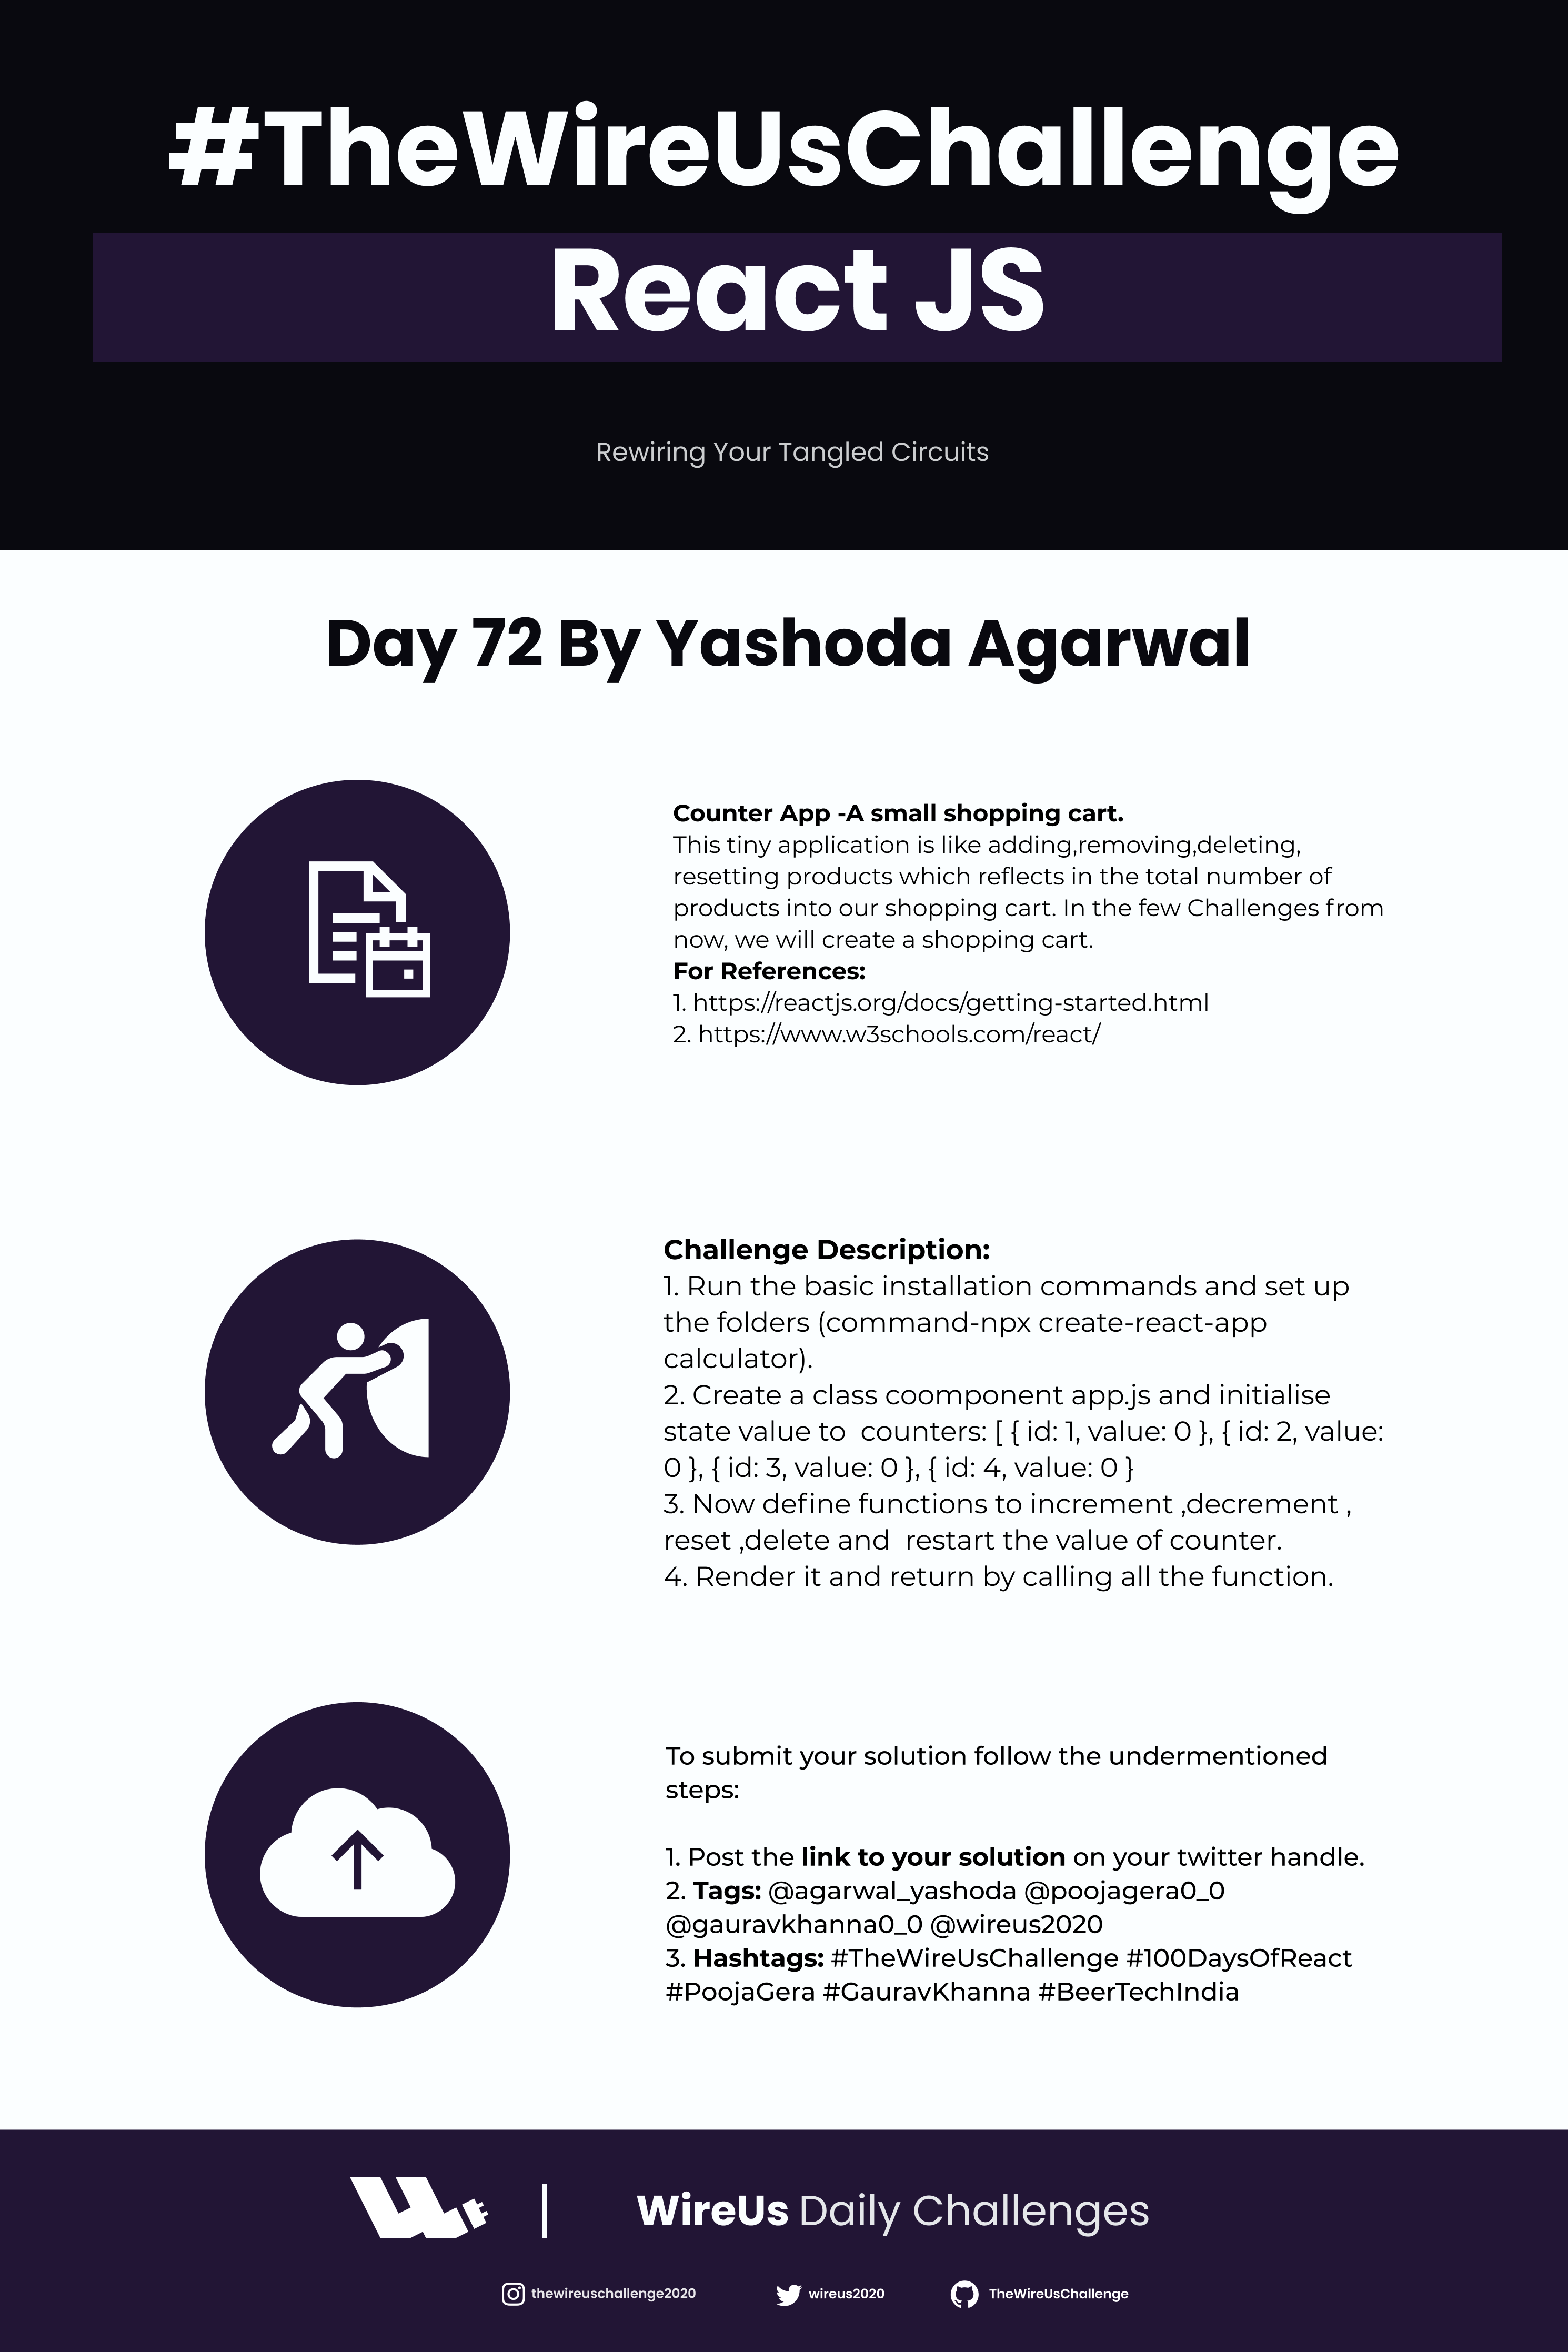 #TheWireUsChallenge
React JS
Rewiring Your Tangled Circuits
Day 72 By Yashoda Agarwal
Counter App -A small shopping cart.
This tiny application is like adding,removing,deleting,
resetting products which reflects in the total number of
products into our shopping cart. In the few Challenges from
now, we will create a shopping cart.
For References:
1. https://reactjs.org/docs/getting-started.html
2. https://www.w3schools.com/react/
Challenge Description:
1. Run the basic installation commands and set up
the folders (command-npx create-react-app
calculator).
2. Create a class coomponent app.js and initialise
state value to  counters: [ { id: 1, value: 0 }, { id: 2, value:
0 }, { id: 3, value: 0 }, { id: 4, value: 0 }
3. Now define functions to increment ,decrement ,
reset ,delete and  restart the value of counter.
4. Render it and return by calling all the function.
To submit your solution follow the undermentioned
steps:
1. Post the link to your solution on your twitter handle.
2. Tags: @agarwal_yashoda @poojagera0_0
@gauravkhanna0_0 @wireus2020
3. Hashtags: #TheWireUsChallenge #100DaysOfReact
#PoojaGera #GauravKhanna #BeerTechIndia
WireUs Daily Challenges
thewireuschallenge2020 wireus2020 TheWireUsChallenge